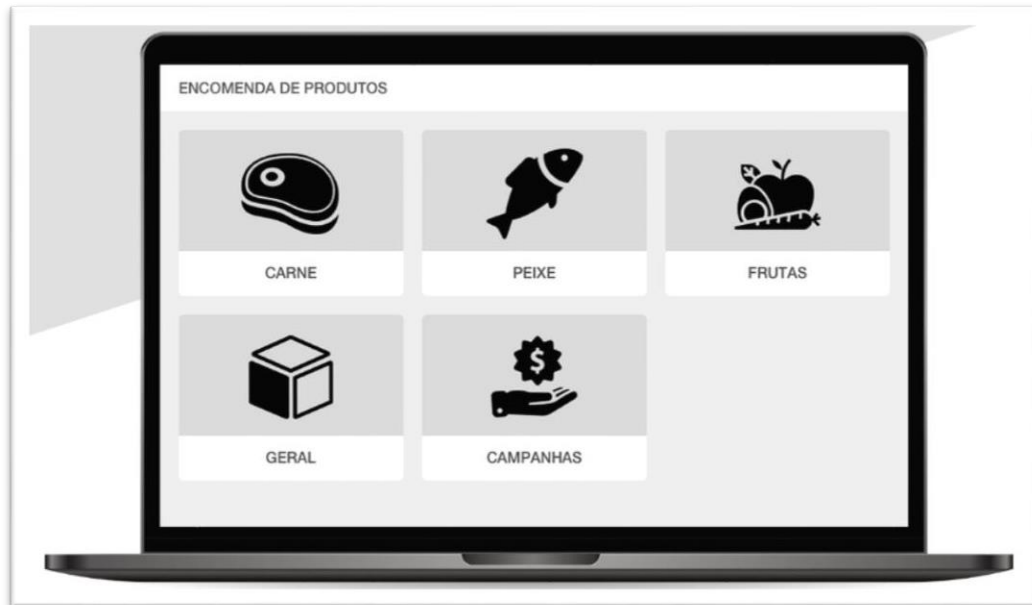 ENCOMENDA DE PRODUTOS
CARNE
PEIXE
FRUTAS
GERAL
$
CAMPANHAS